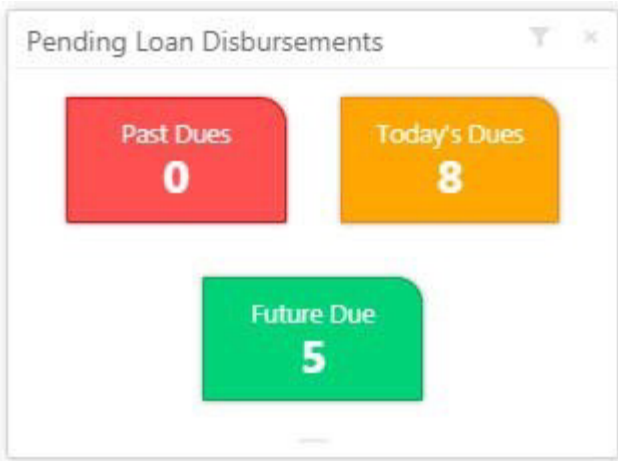 Pending Loan Disbursements
Past Dues
0
Today's Dues
8
Future Due
5